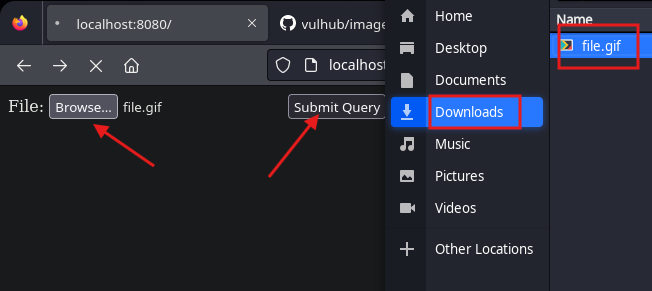 localhost:8080/
vulhub/image
localhost
File: Browse... file.gif Submit Query
Home
Desktop
Documents
Downloads
Music
Pictures
Videos
Other Locations
Name
file.gif